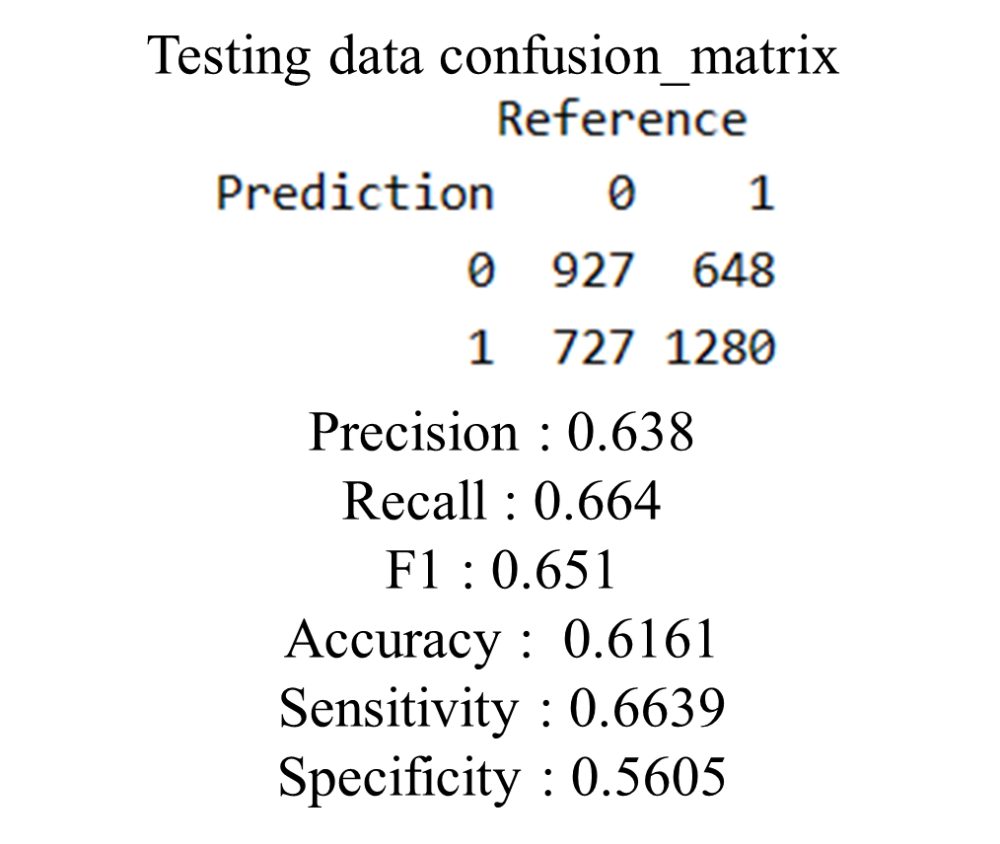 Testing data confusion_matrix
Reference
Prediction 0 1
0 927 648
1 727 1280
Precision : 0.638
Recall : 0.664
F1 : 0.651
Accuracy : 0.6161
Sensitivity : 0.6639
Specificity : 0.5605